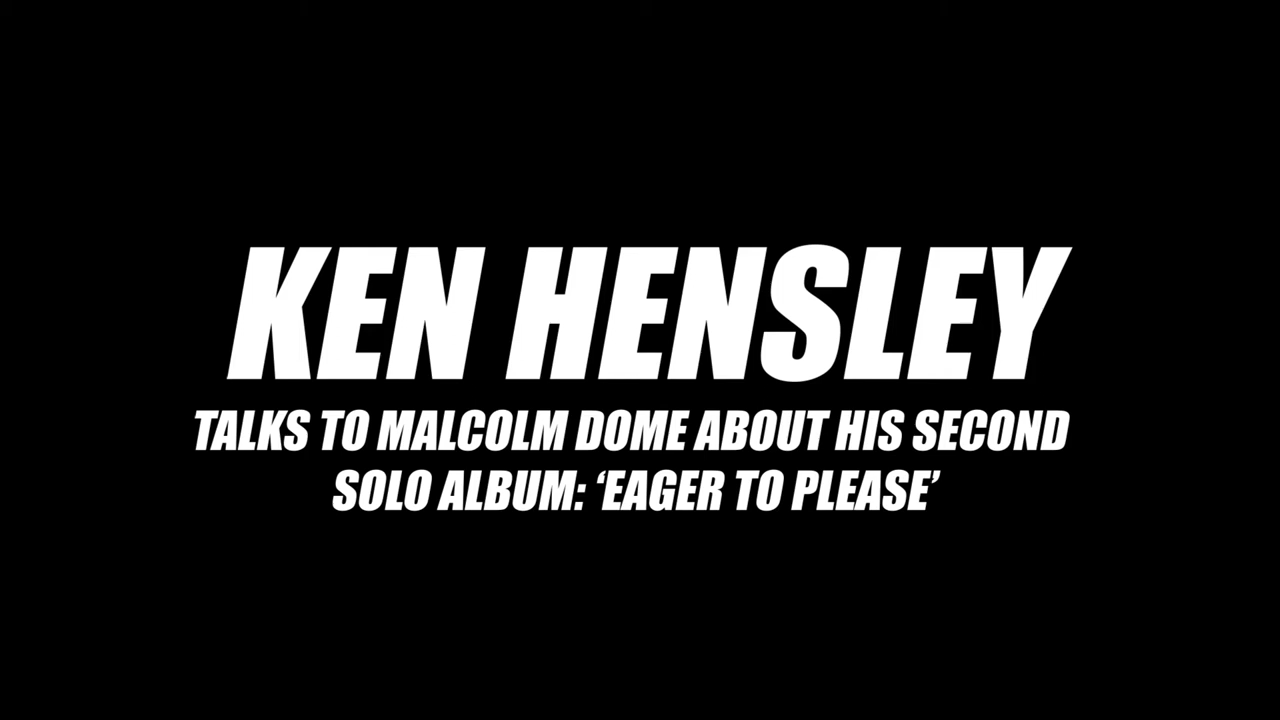 KEN HENSLEY
TALKS TO MALCOLM DOME ABOUT HIS SECOND
SOLO ALBUM: ‘EAGER TO PLEASE’